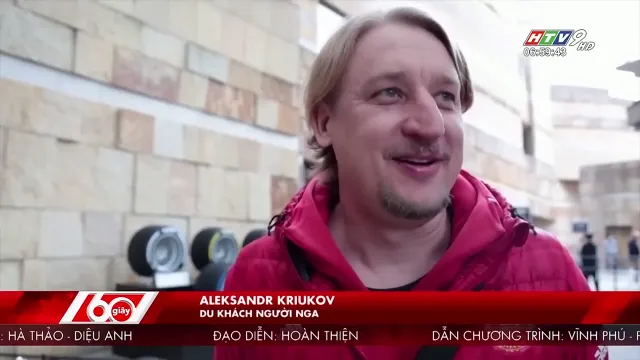 HTV9 HD
06:59:43
ALEKSANDR KRIUKOV
DU KHÁCH NGƯỜI NGA
60 giây
: HÀ THẢO - DIỆU ANH ĐẠO DIỄN: HOÀN THIỆN DẪN CHƯƠNG TRÌNH: VĨNH PHÚ - P